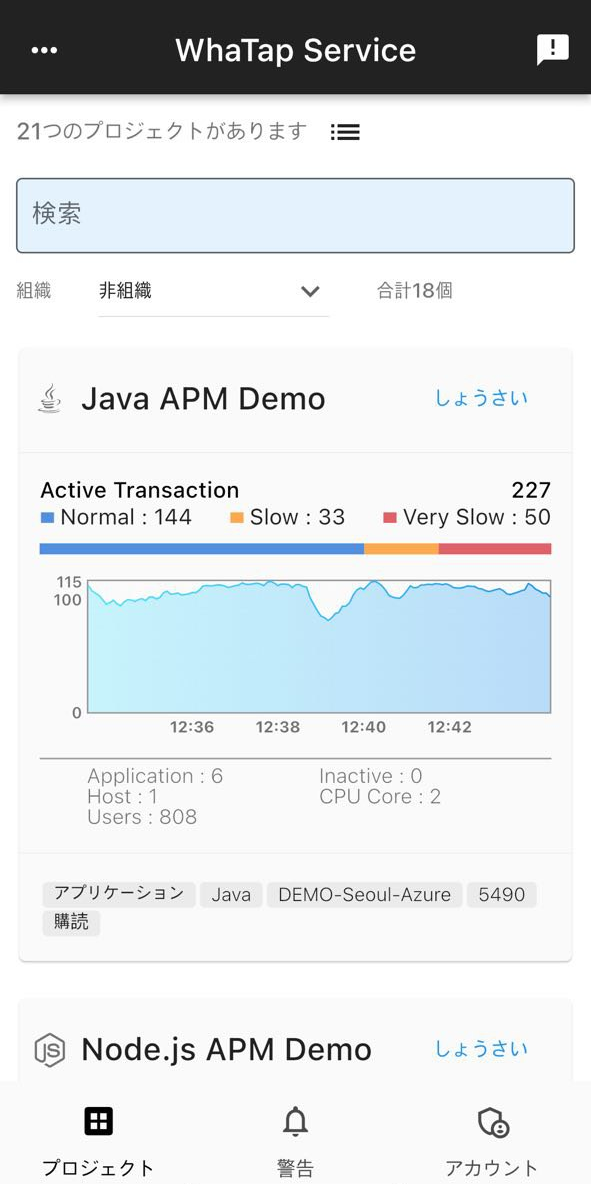 WhaTap Service
21つのプロジェクトがあります
検索
組織 非組織 合計18個
Java APM Demo しょうさい
Active Transaction 227
Normal : 144 Slow : 33 Very Slow : 50
115
100
0
12:36 12:38 12:40 12:42
Application : 6 Inactive : 0
Host : 1 CPU Core : 2
Users : 808
アプリケーション Java DEMO-Seoul-Azure 5490
購読
JS Node.js APM Demo しょうさい
プロジェクト 警告 アカウント